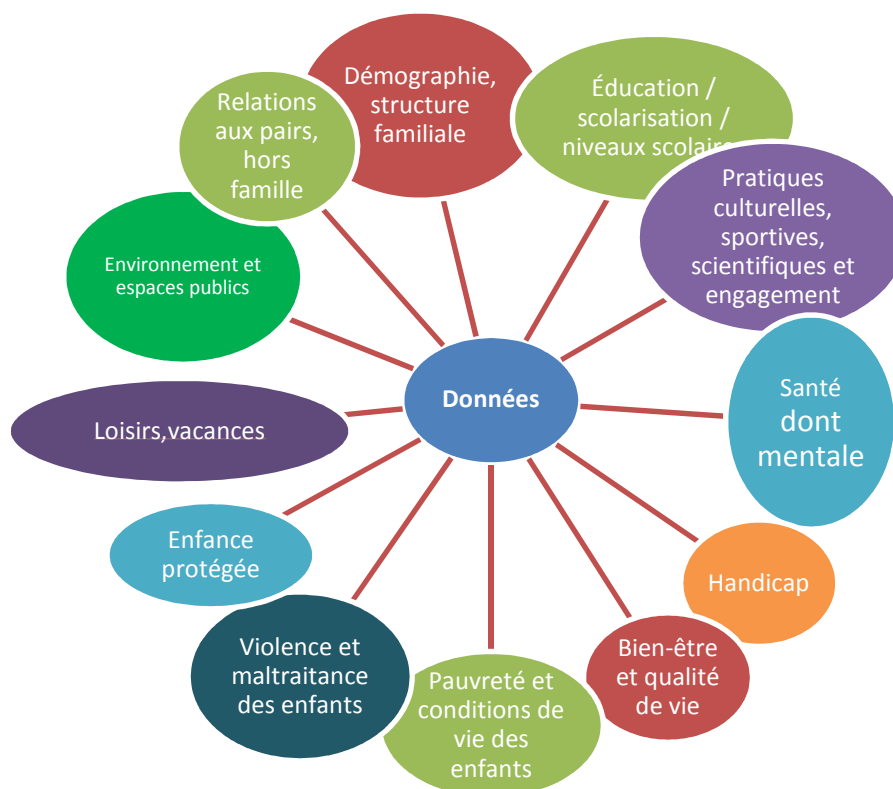 Démographie,
structure
familiale
Éducation /
scolarisation /
niveaux scolaire
Pratiques
culturelles,
sportives,
scientifiques et
engagement
Santé
dont
mentale
Handicap
Bien-être
et qualité
de vie
Pauvreté et
conditions de
vie des
enfants
Violence et
maltraitance
des enfants
Enfance
protégée
Loisirs,vacances
Environnement et
espaces publics
Relations
aux pairs,
hors
famille
Données